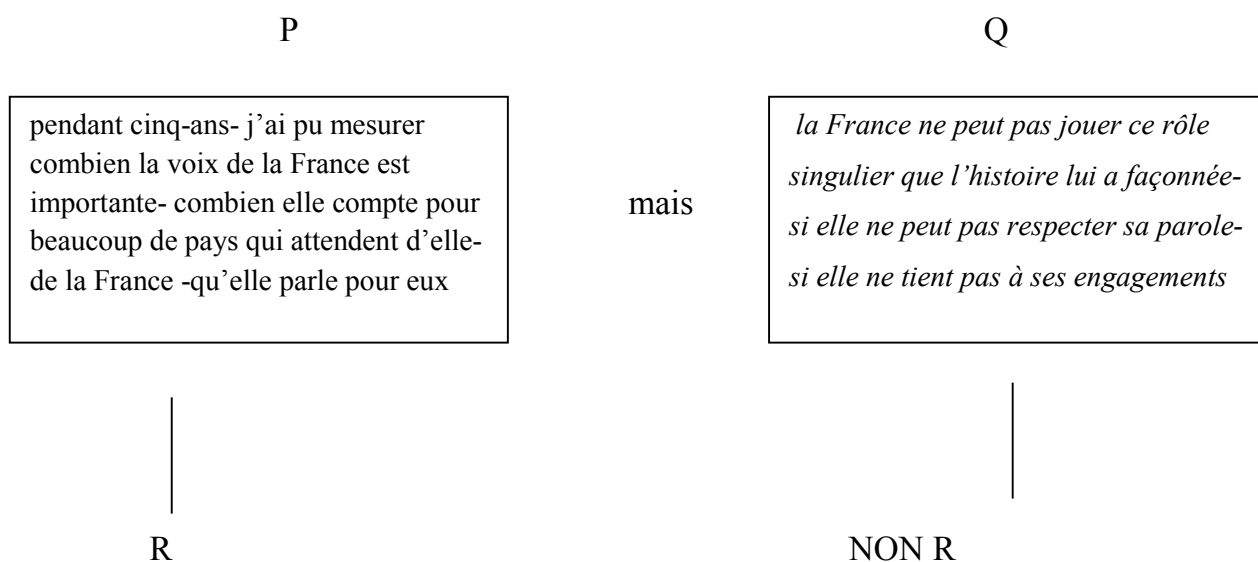 P
Q
pendant cinq-ans- j’ai pu mesurer
combien la voix de la France est
importante- combien elle compte pour
beaucoup de pays qui attendent d’elle-
de la France -qu’elle parle pour eux
mais
la France ne peut pas jouer ce rôle
singulier que l’histoire lui a façonnée-
si elle ne peut pas respecter sa parole-
si elle ne tient pas à ses engagements
R
NON R